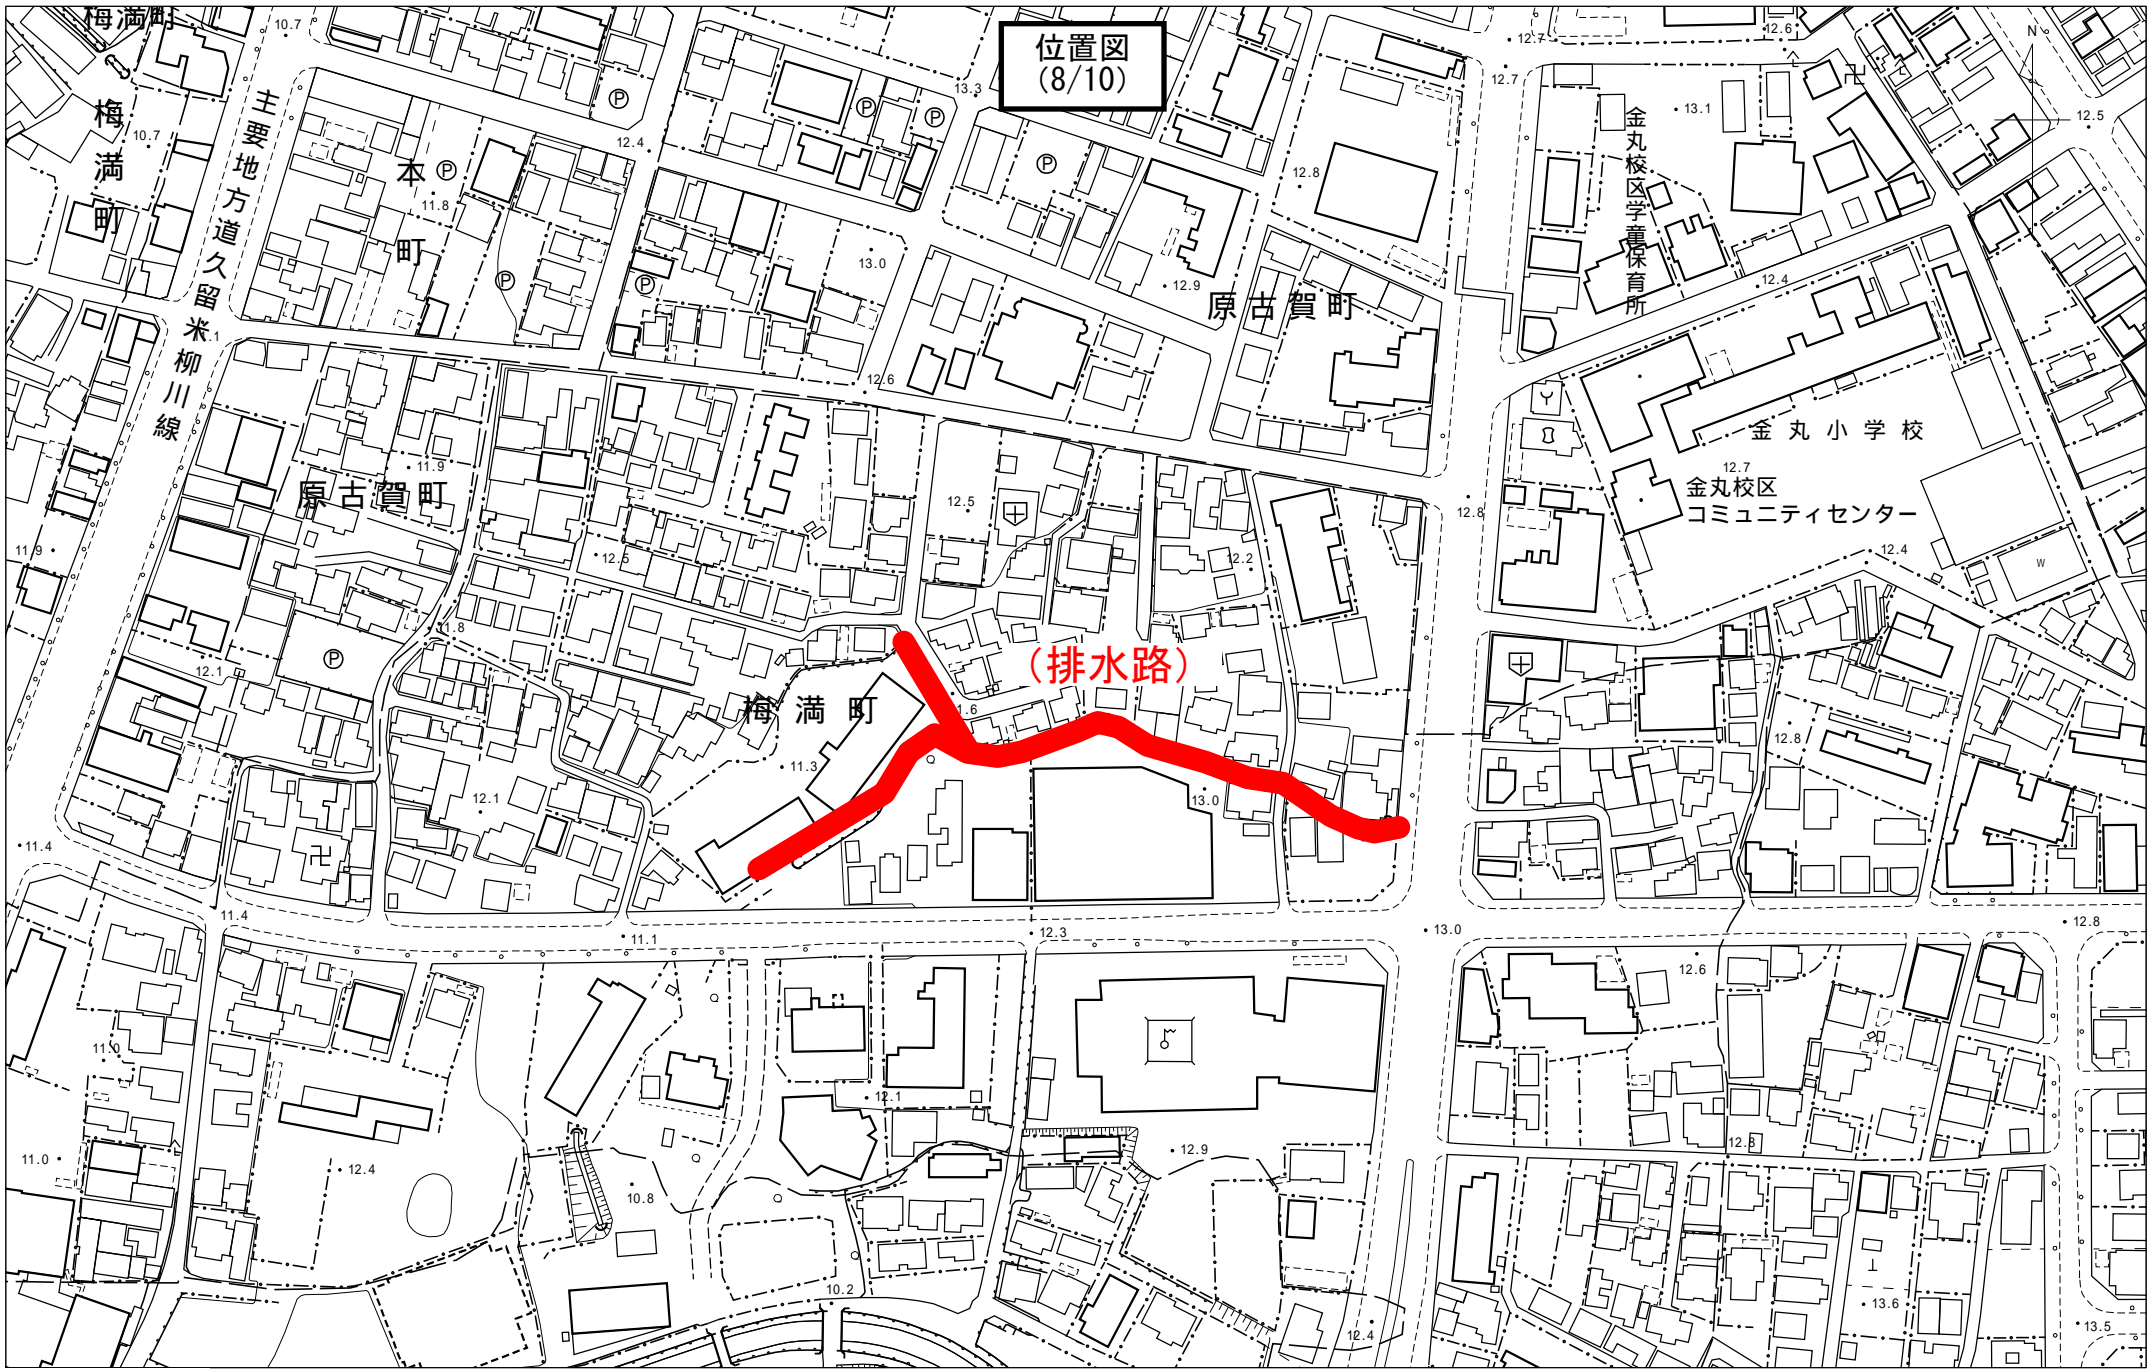 位置図
(8/10)
梅満町
10.7
12.7
12.6
N
12.7
13.3
梅満町
10.7
主要地方道久留米柳川線
本町
11.8
12.4
P
P
P
P
P
P
P
12.8
13.1
金丸校区学童保育所
12.5
13.0
12.9
原古賀町
12.4
12.6
金丸小学校
12.7
金丸校区
コミュニティセンター
11.9
原古賀町
12.5
12.8
11.9
12.5
12.2
12.4
W
11.8
12.1
P
(排水路)
梅満町
11.3
12.8
12.1
13.0
11.4
11.4
11.1
12.3
13.0
12.8
12.6
11.0
12.1
11.0
12.4
10.8
12.9
12.8
10.2
12.4
13.6
13.5